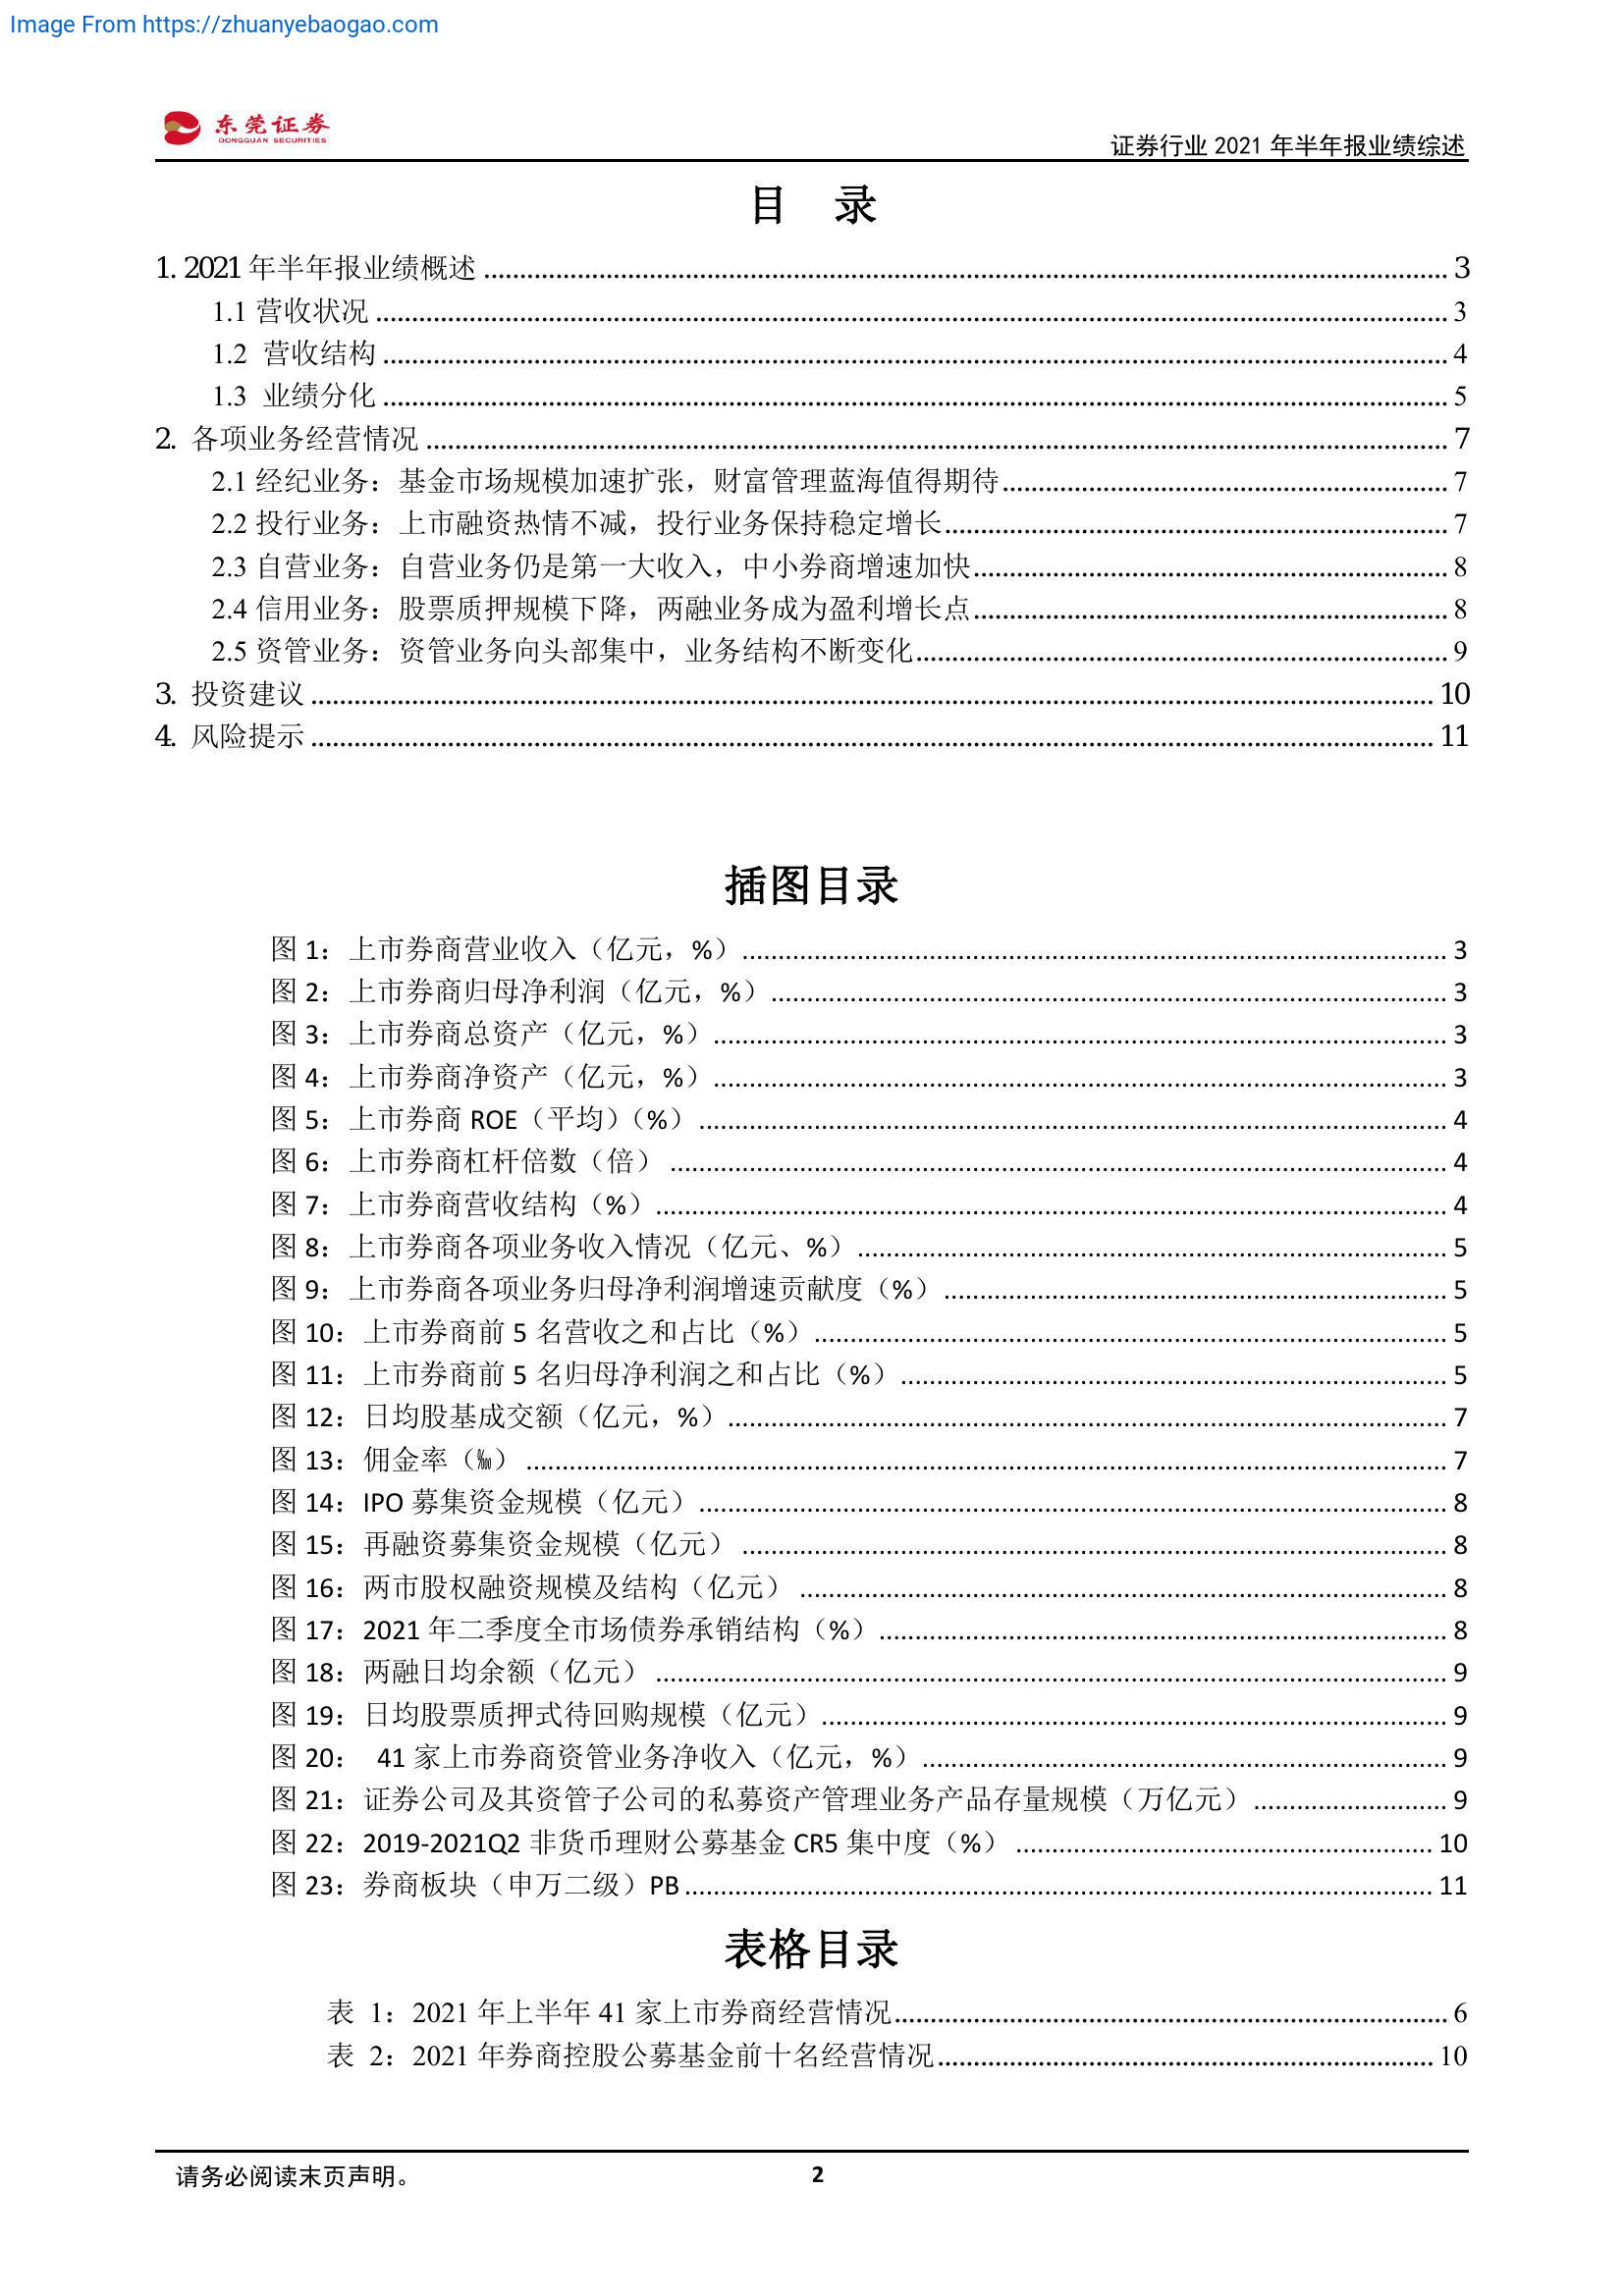 Image From https://zhuanyebaogao.com
东莞证券
DONGGUAN SECURITIES
证券行业 2021 年半年报业绩综述
目 录
1. 2021 年半年报业绩概述 3
1.1 营收状况 3
1.2 营收结构 4
1.3 业绩分化 5
2. 各项业务经营情况 7
2.1 经纪业务：基金市场规模加速扩张，财富管理蓝海值得期待 7
2.2 投行业务：上市融资热情不减，投行业务保持稳定增长 7
2.3 自营业务：自营业务仍是第一大收入，中小券商增速加快 8
2.4 信用业务：股票质押规模下降，两融业务成为盈利增长点 8
2.5 资管业务：资管业务向头部集中，业务结构不断变化 9
3. 投资建议 10
4. 风险提示 11
插图目录
图 1：上市券商营业收入（亿元，%） 3
图 2：上市券商归母净利润（亿元，%） 3
图 3：上市券商总资产（亿元，%） 3
图 4：上市券商净资产（亿元，%） 3
图 5：上市券商 ROE（平均）（%） 4
图 6：上市券商杠杆倍数（倍） 4
图 7：上市券商营收结构（%） 4
图 8：上市券商各项业务收入情况（亿元、%） 5
图 9：上市券商各项业务归母净利润增速贡献度（%） 5
图 10：上市券商前 5 名营收之和占比（%） 5
图 11：上市券商前 5 名归母净利润之和占比（%） 5
图 12：日均股基成交额（亿元，%） 7
图 13：佣金率（‱） 7
图 14：IPO 募集资金规模（亿元） 8
图 15：再融资募集资金规模（亿元） 8
图 16：两市股权融资规模及结构（亿元） 8
图 17：2021 年二季度全市场债券承销结构（%） 8
图 18：两融日均余额（亿元） 9
图 19：日均股票质押式待回购规模（亿元） 9
图 20： 41 家上市券商资管业务净收入（亿元，%） 9
图 21：证券公司及其资管子公司的私募资产管理业务产品存量规模（万亿元） 9
图 22：2019-2021Q2 非货币理财公募基金 CR5 集中度（%） 10
图 23：券商板块（申万二级）PB 11
表格目录
表 1：2021 年上半年 41 家上市券商经营情况 6
表 2：2021 年券商控股公募基金前十名经营情况 10
请务必阅读末页声明。 2